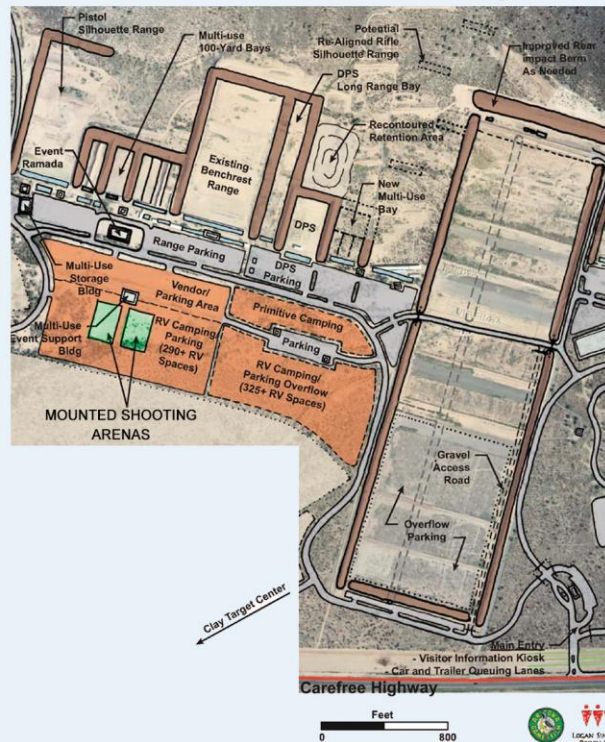 Pistol
Silhouette Range
Multi-use
100-Yard Bays
Potential
Re-Aligned Rifle
Silhouette Range
Improved Rear
Impact Berm
As Needed
DPS
Long Range Bay
Recontoured
Retention Area
Event
Ramada
Existing
Benchrest
Range
New
Multi-Use
Bay
DPS
Range Parking
DPS
Parking
Multi-Use
Storage
Bldg
Vendor/
Parking Area
Primitive Camping
Multi-Use
Event Support
Bldg
RV Camping/
Parking
(290+ RV
Spaces)
Parking
RV Camping/
Parking Overflow
(325+ RV Spaces)
MOUNTED SHOOTING
ARENAS
Gravel
Access
Road
Overflow
Parking
Clay Target Center
Main Entry
- Visitor Information Kiosk
- Car and Trailer Queuing Lanes
Carefree Highway
Feet
0 800